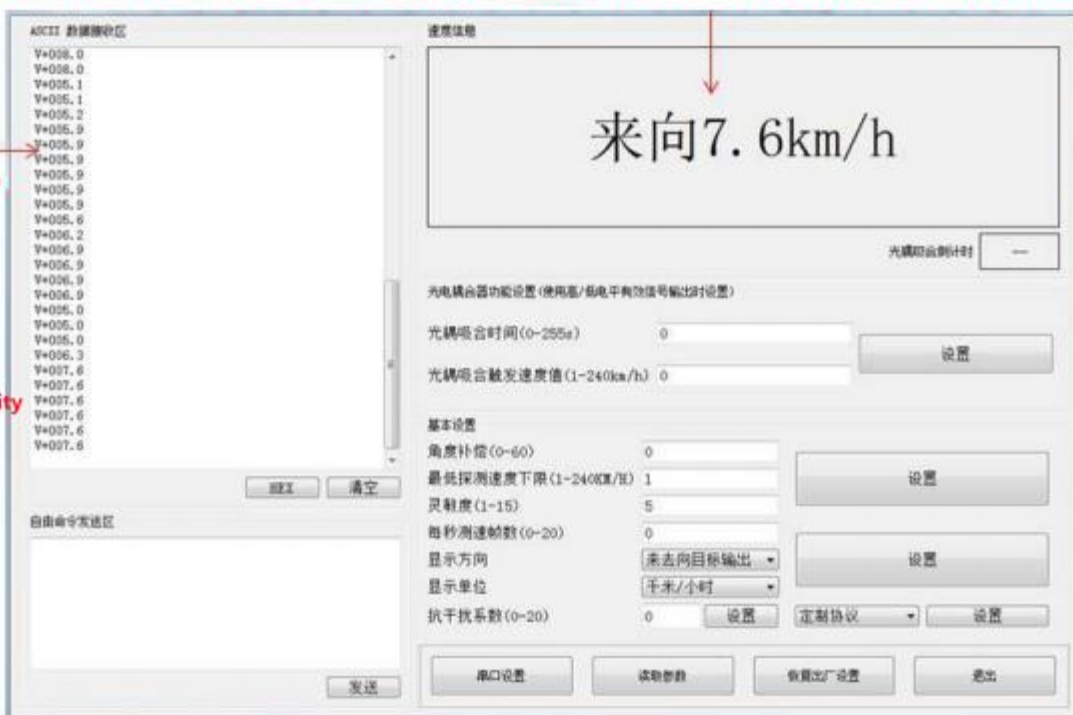 ASCII 数据接收区
V+008.0
V+008.0
V+005.1
V+005.1
V+005.2
V+005.9
V+005.9
V+005.9
V+005.9
V+005.9
V+005.9
V+005.6
V+006.2
V+006.9
V+006.9
V+006.9
V+006.9
V+005.0
V+005.0
V+005.0
V+006.3
V+007.6
V+007.6
V+007.6
V+007.6
V+007.6
V+007.6
ity
HEX 清空
自由命令发送区
发送
速度信息
来向7.6km/h
光耦吸合倒计时 --
光电耦合器功能设置(使用高/低电平有效信号输出时设置)
光耦吸合时间(0-255s) 0
设置
光耦吸合触发速度值(1-240km/h) 0
基本设置
角度补偿(0-60) 0
最低探测速度下限(1-240KM/H) 1
设置
灵敏度(1-15) 5
每秒测速帧数(0-20) 0
显示方向 来去向目标输出
设置
显示单位 千米/小时
抗干扰系数(0-20) 0 设置 定制协议 设置
串口设置 读取参数 恢复出厂设置 退出